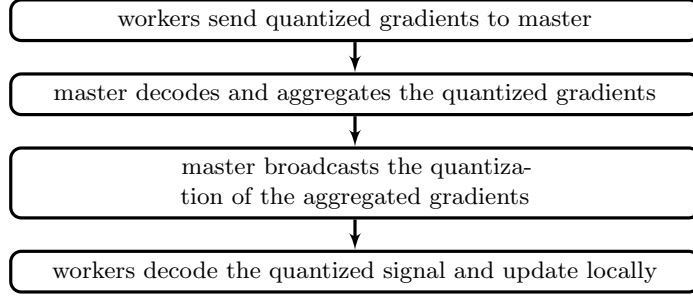 workers send quantized gradients to master
master decodes and aggregates the quantized gradients
master broadcasts the quantiza-
tion of the aggregated gradients
workers decode the quantized signal and update locally